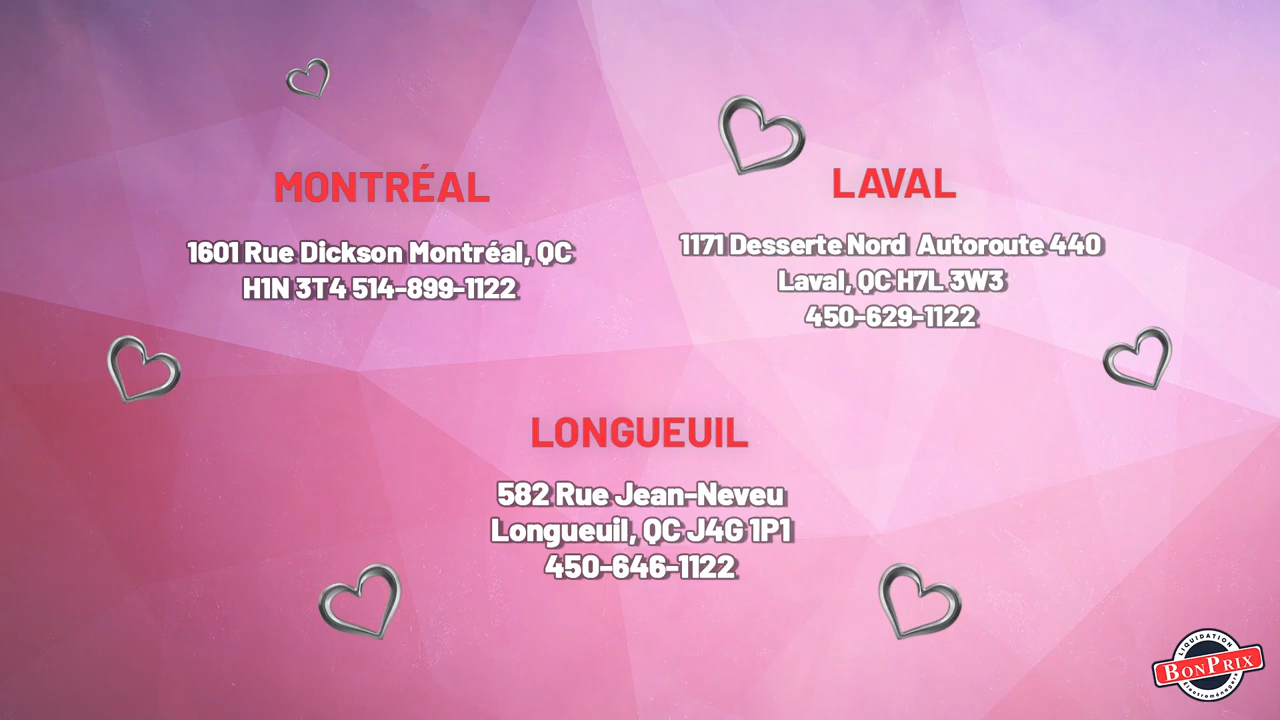 MONTRÉAL
1601 Rue Dickson Montréal, QC
H1N 3T4 514-899-1122
LAVAL
1171 Desserte Nord  Autoroute 440
Laval, QC H7L 3W3
450-629-1122
LONGUEUIL
582 Rue Jean-Neveu
Longueuil, QC J4G 1P1
450-646-1122
LIQUIDATION
BONPRIX
Électroménagers